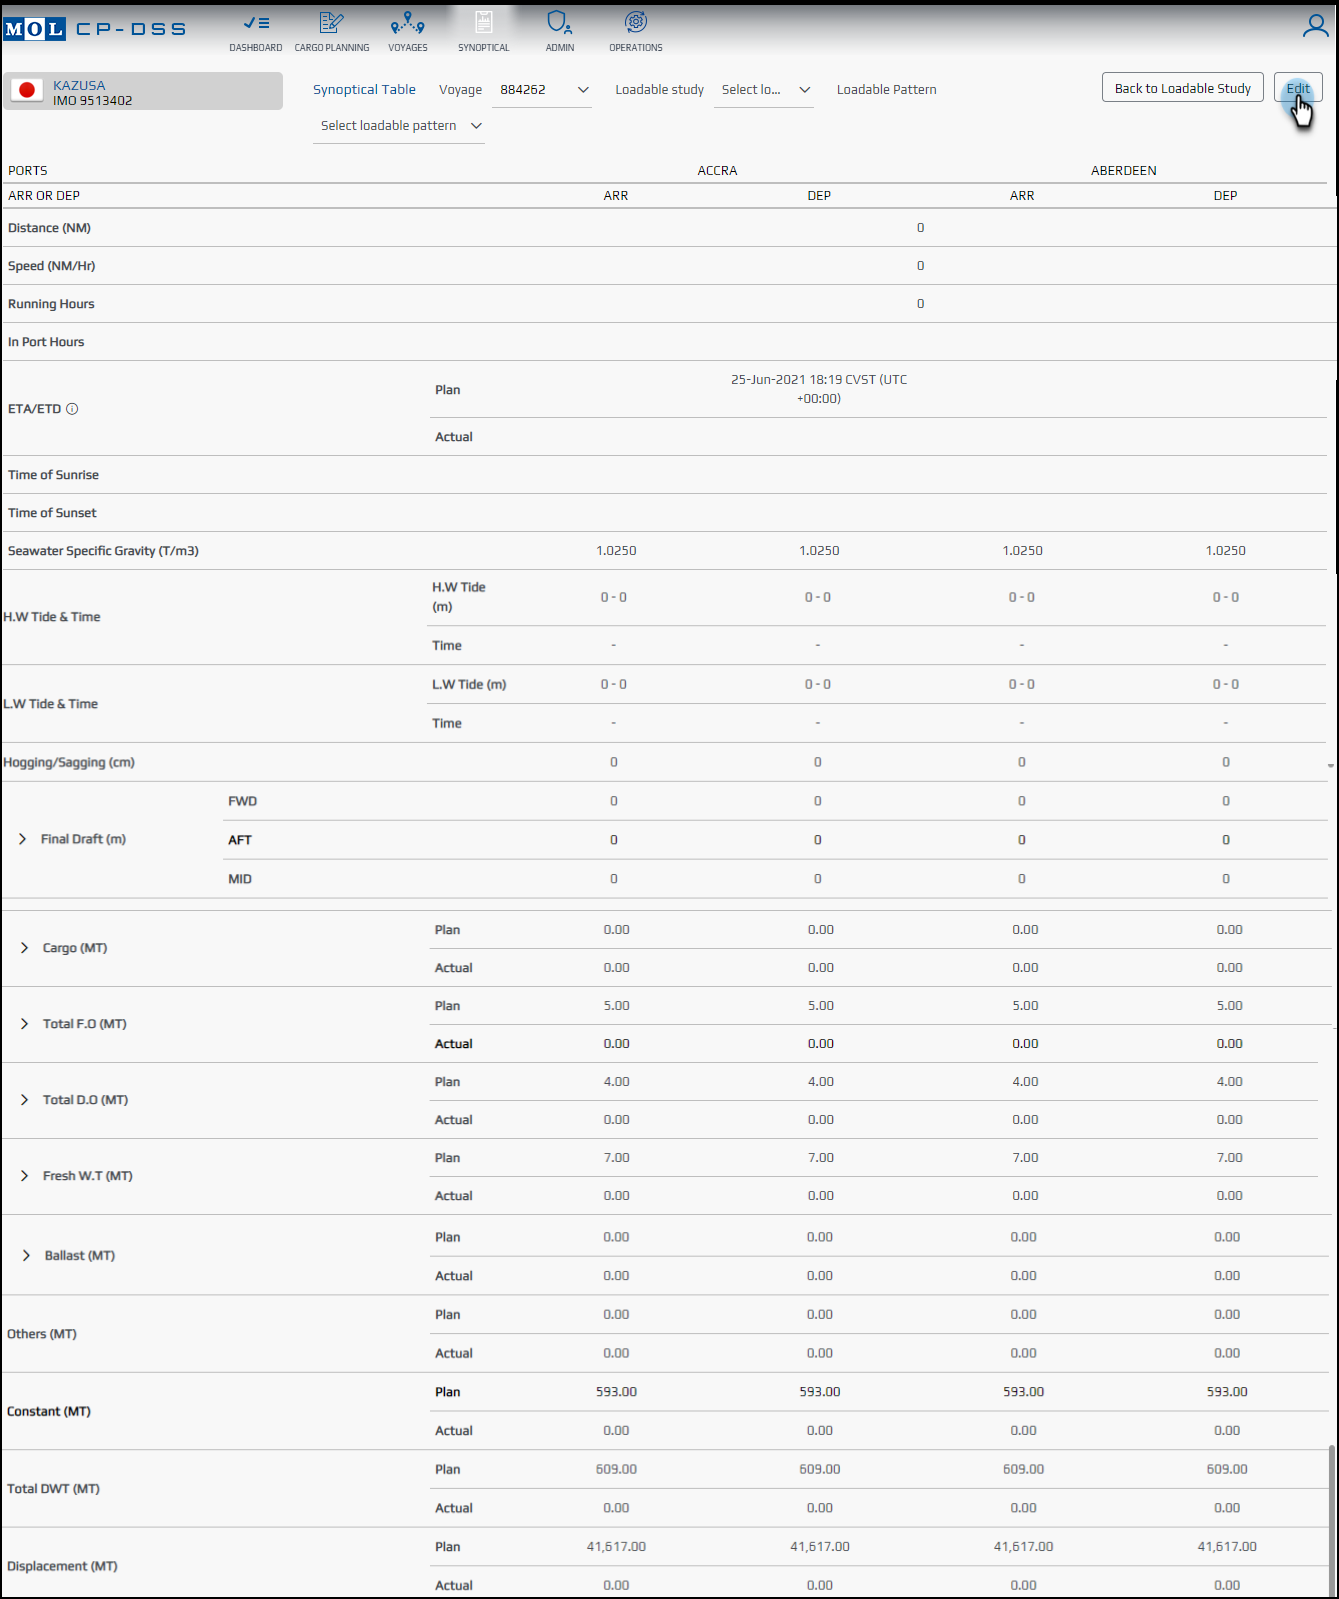 MOL CP-DSS
DASHBOARD CARGO PLANNING VOYAGES SYNOPTICAL ADMIN OPERATIONS
KAZUSA
IMO 9513402
Synoptical Table Voyage 884262 Loadable study Select lo... Loadable Pattern Back to Loadable Study Edit
Select loadable pattern
PORTS ACCRA ABERDEEN
ARR OR DEP ARR DEP ARR DEP
Distance (NM) 0
Speed (NM/Hr) 0
Running Hours 0
In Port Hours
ETA/ETD Plan 25-Jun-2021 18:19 CVST (UTC
+00:00)
Actual
Time of Sunrise
Time of Sunset
Seawater Specific Gravity (T/m3) 1.0250 1.0250 1.0250 1.0250
H.W Tide & Time H.W Tide
(m) 0 - 0 0 - 0 0 - 0 0 - 0
Time - - - -
L.W Tide & Time L.W Tide (m) 0 - 0 0 - 0 0 - 0 0 - 0
Time - - - -
Hogging/Sagging (cm) 0 0 0 0
FWD 0 0 0 0
Final Draft (m) AFT 0 0 0 0
MID 0 0 0 0
Cargo (MT) Plan 0.00 0.00 0.00 0.00
Actual 0.00 0.00 0.00 0.00
Total F.O (MT) Plan 5.00 5.00 5.00 5.00
Actual 0.00 0.00 0.00 0.00
Total D.O (MT) Plan 4.00 4.00 4.00 4.00
Actual 0.00 0.00 0.00 0.00
Fresh W.T (MT) Plan 7.00 7.00 7.00 7.00
Actual 0.00 0.00 0.00 0.00
Ballast (MT) Plan 0.00 0.00 0.00 0.00
Actual 0.00 0.00 0.00 0.00
Others (MT) Plan 0.00 0.00 0.00 0.00
Actual 0.00 0.00 0.00 0.00
Constant (MT) Plan 593.00 593.00 593.00 593.00
Actual 0.00 0.00 0.00 0.00
Total DWT (MT) Plan 609.00 609.00 609.00 609.00
Actual 0.00 0.00 0.00 0.00
Displacement (MT) Plan 41,617.00 41,617.00 41,617.00 41,617.00
Actual 0.00 0.00 0.00 0.00